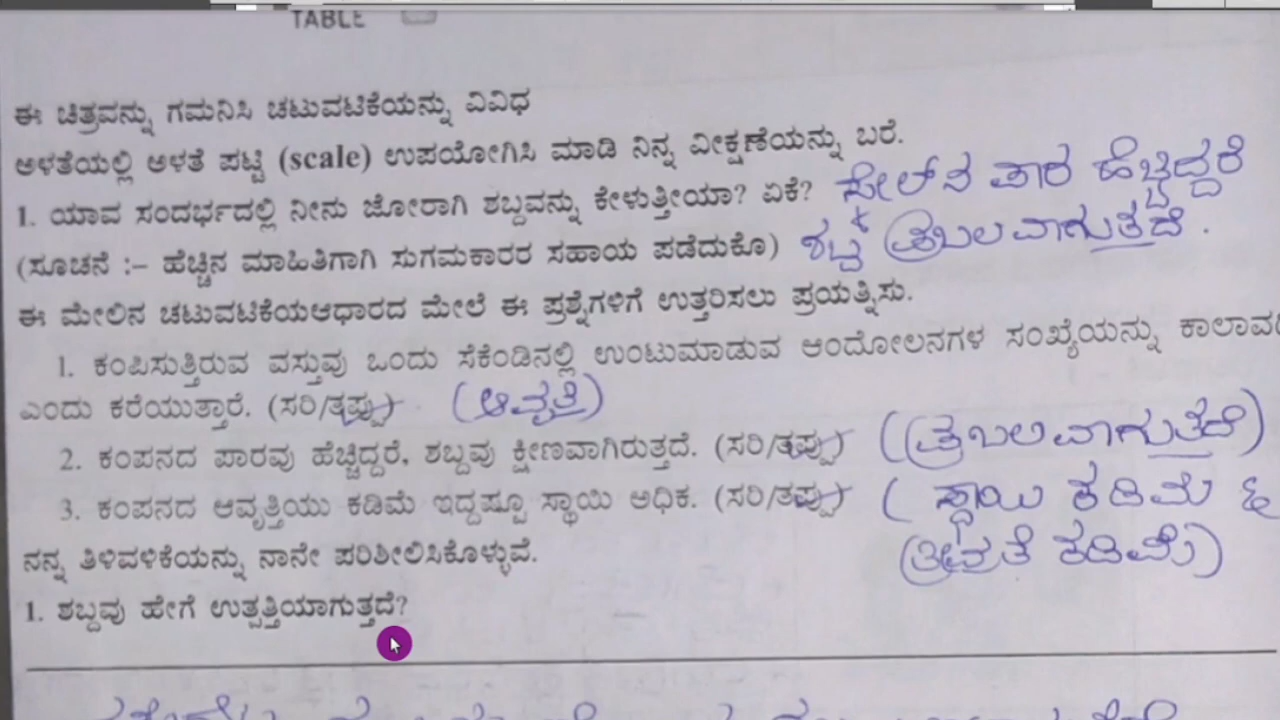 TABLE
ಈ ಚಿತ್ರವನ್ನು ಗಮನಿಸಿ ಚಟುವಟಿಕೆಯನ್ನು ವಿವಿಧ
ಅಳತೆಯಲ್ಲಿ ಅಳತೆ ಪಟ್ಟಿ (scale) ಉಪಯೋಗಿಸಿ ಮಾಡಿ ನಿನ್ನ ವೀಕ್ಷಣೆಯನ್ನು ಬರೆ.
1. ಯಾವ ಸಂದರ್ಭದಲ್ಲಿ ನೀನು ಜೋರಾಗಿ ಶಬ್ದವನ್ನು ಕೇಳುತ್ತೀಯಾ? ಏಕೆ? ಸ್ಕೇಲ್‌ನ ಪಾರ ಹೆಚ್ಚಿದ್ದರೆ
(ಸೂಚನೆ :– ಹೆಚ್ಚಿನ ಮಾಹಿತಿಗಾಗಿ ಸುಗಮಕಾರರ ಸಹಾಯ ಪಡೆದುಕೊ) ಶಬ್ದ ಪ್ರಬಲವಾಗುತ್ತದೆ.
ಈ ಮೇಲಿನ ಚಟುವಟಿಕೆಯಆಧಾರದ ಮೇಲೆ ಈ ಪ್ರಶ್ನೆಗಳಿಗೆ ಉತ್ತರಿಸಲು ಪ್ರಯತ್ನಿಸು.
1. ಕಂಪಿಸುತ್ತಿರುವ ವಸ್ತುವು ಒಂದು ಸೆಕೆಂಡಿನಲ್ಲಿ ಉಂಟುಮಾಡುವ ಆಂದೋಲನಗಳ ಸಂಖ್ಯೆಯನ್ನು ಕಾಲಾವ
ಎಂದು ಕರೆಯುತ್ತಾರೆ. (ಸರಿ/ತಪ್ಪು) (ಆವೃತ್ತಿ)
2. ಕಂಪನದ ಪಾರವು ಹೆಚ್ಚಿದ್ದರೆ, ಶಬ್ದವು ಕ್ಷೀಣವಾಗಿರುತ್ತದೆ. (ಸರಿ/ತಪ್ಪು) (ಪ್ರಬಲವಾಗುತ್ತದೆ)
3. ಕಂಪನದ ಆವೃತ್ತಿಯು ಕಡಿಮೆ ಇದ್ದಷ್ಟೂ ಸ್ಥಾಯಿ ಅಧಿಕ. (ಸರಿ/ತಪ್ಪು) (ಸ್ಥಾಯಿ ಕಡಿಮೆ &
ನನ್ನ ತಿಳಿವಳಿಕೆಯನ್ನು ನಾನೇ ಪರಿಶೀಲಿಸಿಕೊಳ್ಳುವೆ. ತೀವ್ರತೆ ಕಡಿಮೆ)
1. ಶಬ್ದವು ಹೇಗೆ ಉತ್ಪತ್ತಿಯಾಗುತ್ತದೆ?